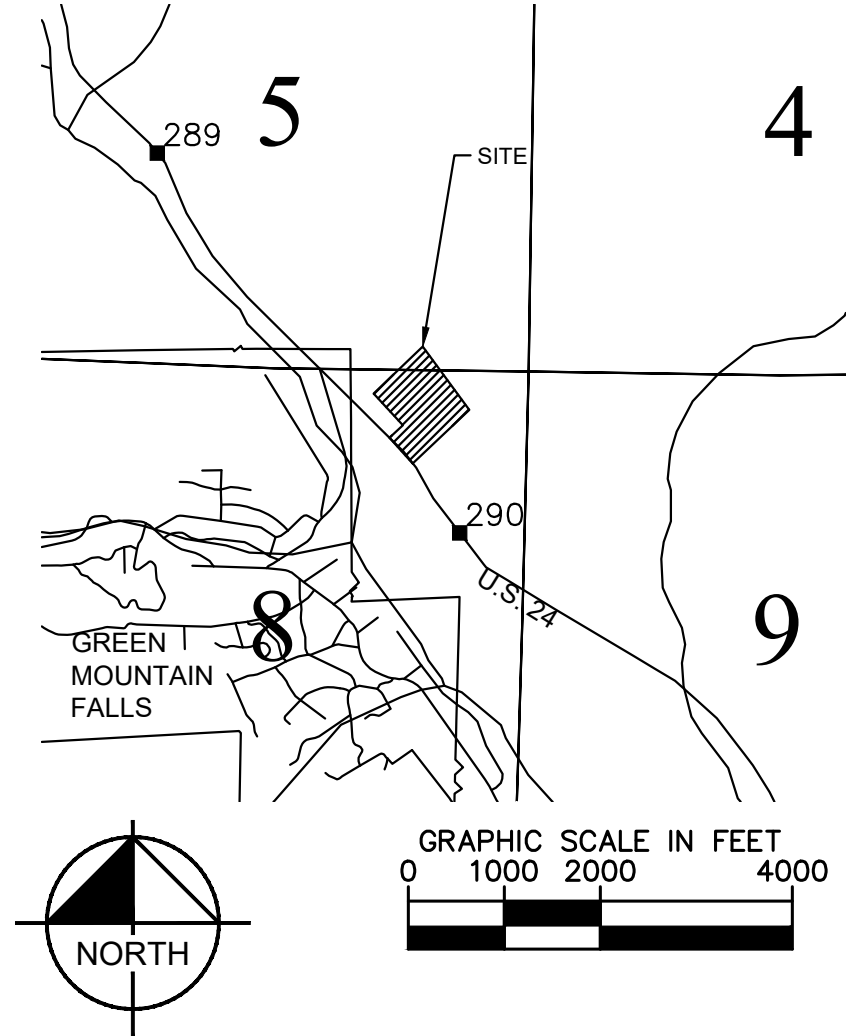 5
4
289
SITE
290
U.S. 24
9
8
GREEN
MOUNTAIN
FALLS
GRAPHIC SCALE IN FEET
0 1000 2000 4000
NORTH